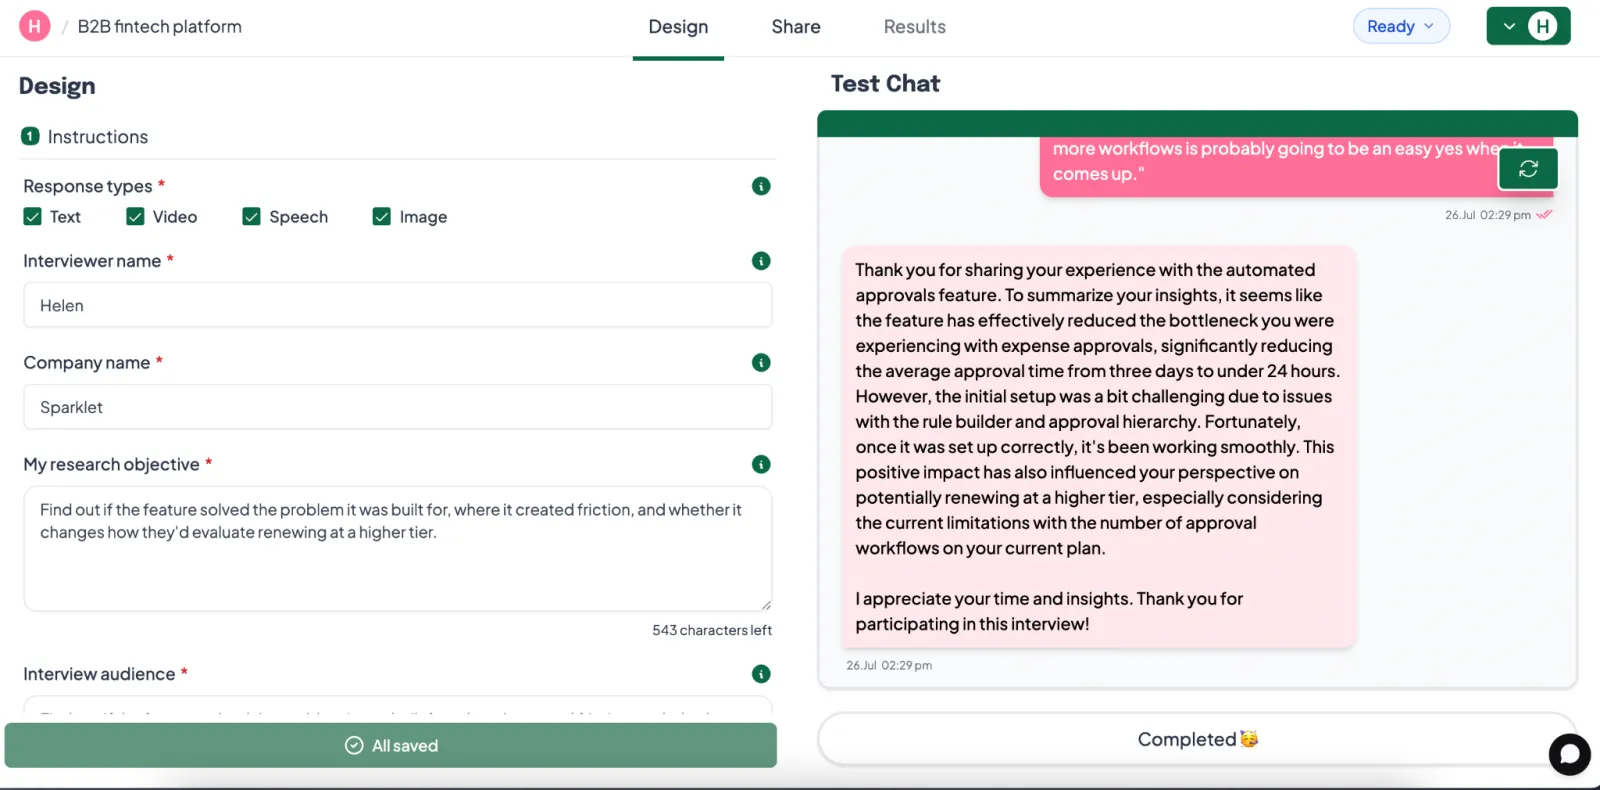 H / B2B fintech platform
Design
Share
Results
Ready
H
Design
1 Instructions
Response types *
Text Video Speech Image
Interviewer name *
Helen
Company name *
Sparklet
My research objective *
Find out if the feature solved the problem it was built for, where it created friction, and whether it
changes how they'd evaluate renewing at a higher tier.
543 characters left
Interview audience *
All saved
Test Chat
more workflows is probably going to be an easy yes when it
comes up."
26.Jul 02:29 pm
Thank you for sharing your experience with the automated
approvals feature. To summarize your insights, it seems like
the feature has effectively reduced the bottleneck you were
experiencing with expense approvals, significantly reducing
the average approval time from three days to under 24 hours.
However, the initial setup was a bit challenging due to issues
with the rule builder and approval hierarchy. Fortunately,
once it was set up correctly, it's been working smoothly. This
positive impact has also influenced your perspective on
potentially renewing at a higher tier, especially considering
the current limitations with the number of approval
workflows on your current plan.
I appreciate your time and insights. Thank you for
participating in this interview!
26.Jul 02:29 pm
Completed🥳